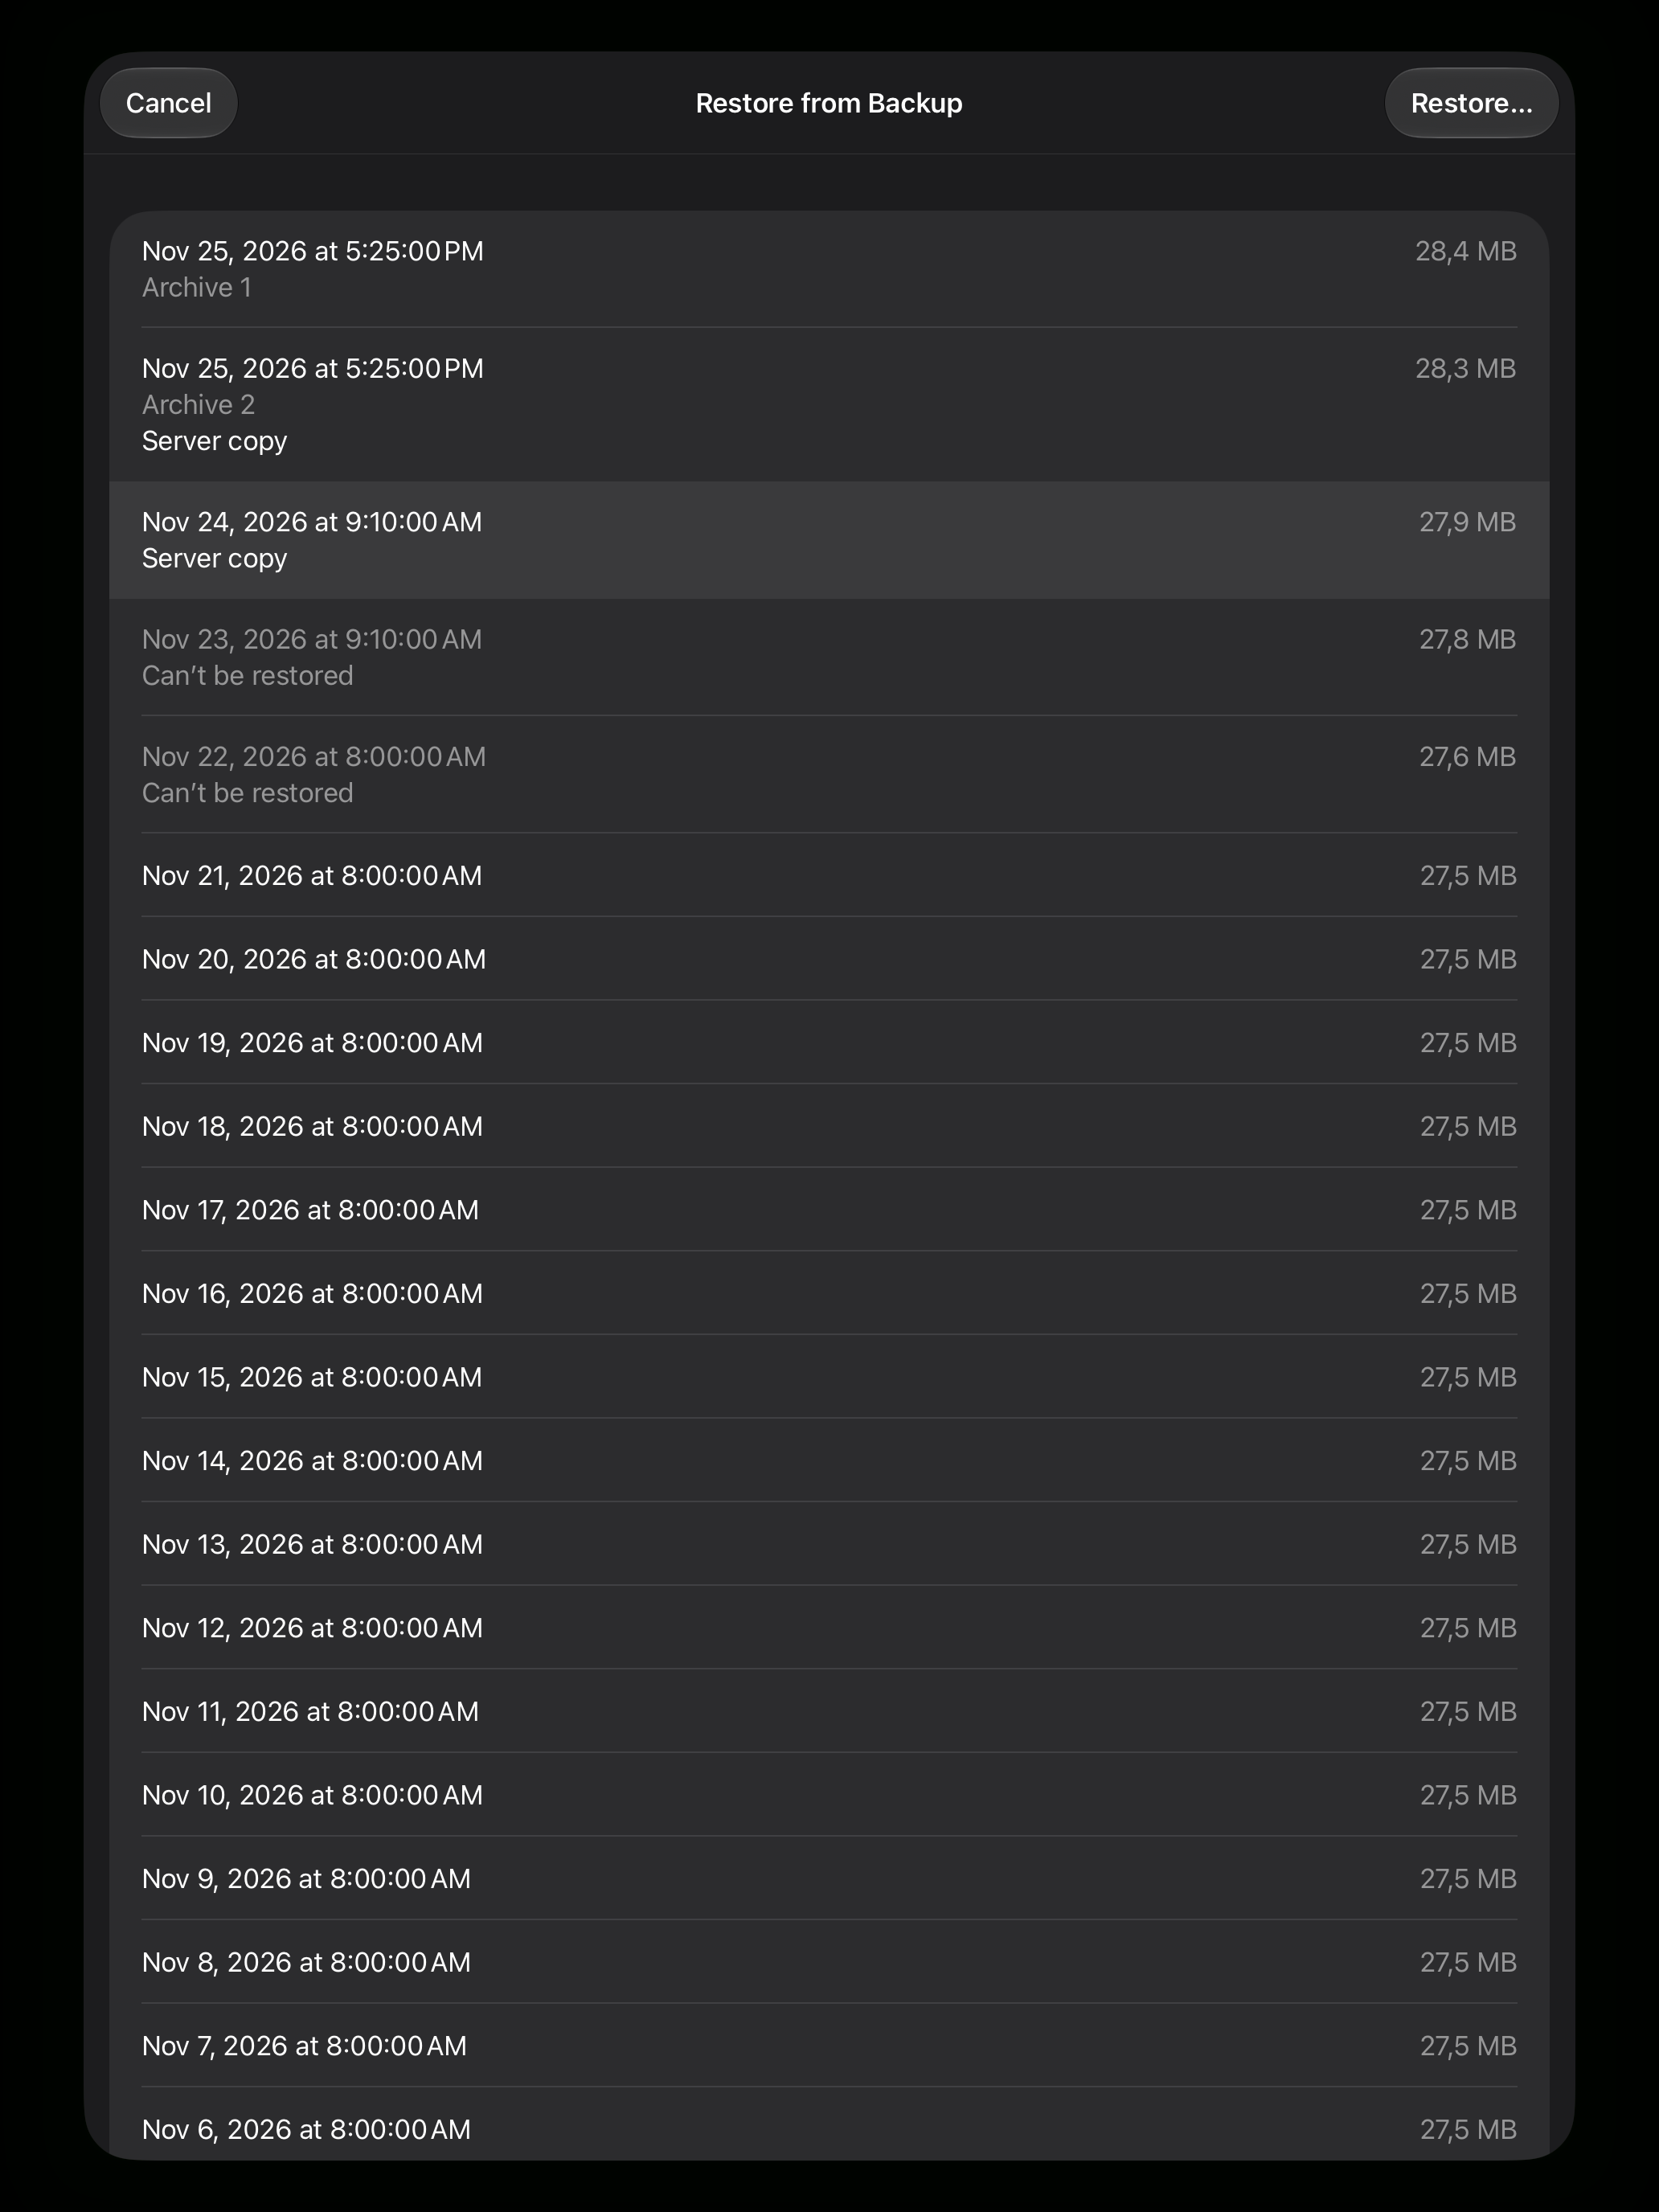 Cancel
Restore from Backup
Restore…
Nov 25, 2026 at 5:25:00 PM
28,4 MB
Archive 1
Nov 25, 2026 at 5:25:00 PM
28,3 MB
Archive 2
Server copy
Nov 24, 2026 at 9:10:00 AM
27,9 MB
Server copy
Nov 23, 2026 at 9:10:00 AM
27,8 MB
Can’t be restored
Nov 22, 2026 at 8:00:00 AM
27,6 MB
Can’t be restored
Nov 21, 2026 at 8:00:00 AM
27,5 MB
Nov 20, 2026 at 8:00:00 AM
27,5 MB
Nov 19, 2026 at 8:00:00 AM
27,5 MB
Nov 18, 2026 at 8:00:00 AM
27,5 MB
Nov 17, 2026 at 8:00:00 AM
27,5 MB
Nov 16, 2026 at 8:00:00 AM
27,5 MB
Nov 15, 2026 at 8:00:00 AM
27,5 MB
Nov 14, 2026 at 8:00:00 AM
27,5 MB
Nov 13, 2026 at 8:00:00 AM
27,5 MB
Nov 12, 2026 at 8:00:00 AM
27,5 MB
Nov 11, 2026 at 8:00:00 AM
27,5 MB
Nov 10, 2026 at 8:00:00 AM
27,5 MB
Nov 9, 2026 at 8:00:00 AM
27,5 MB
Nov 8, 2026 at 8:00:00 AM
27,5 MB
Nov 7, 2026 at 8:00:00 AM
27,5 MB
Nov 6, 2026 at 8:00:00 AM
27,5 MB